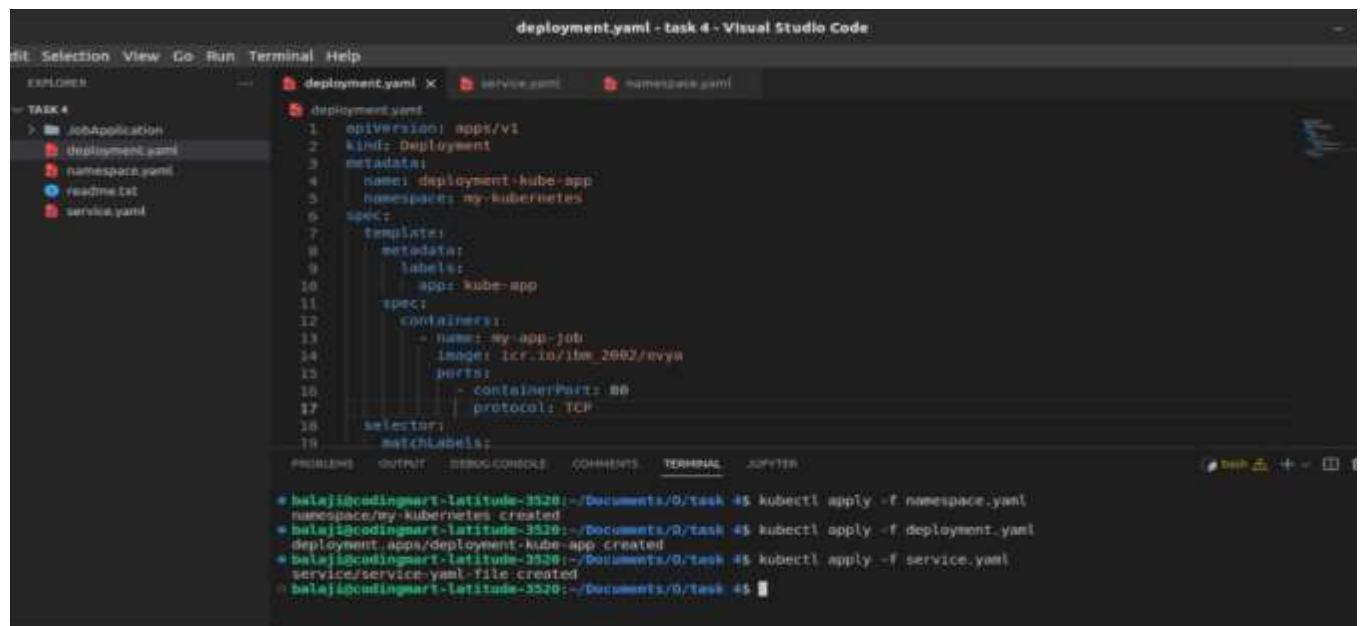 deployment.yaml - task 4 - Visual Studio Code
dit Selection View Go Run Terminal Help
EXPLORER
deployment.yaml × service.yaml namespace.yaml
TASK 4
JobApplication
deployment.yaml
namespace.yaml
readme.txt
service.yaml
deployment.yaml
1 apiVersion: apps/v1
2 kind: Deployment
3 metadata:
4 name: deployment-kube-app
5 namespace: my-kubernetes
6 spec:
7 template:
8 metadata:
9 labels:
10 app: kube-app
11 spec:
12 containers:
13 - name: my-app-job
14 image: icr.io/ibm_2002/ovya
15 ports:
16 - containerPort: 80
17 protocol: TCP
18 selector:
19 matchLabels:
PROBLEMS OUTPUT DEBUG CONSOLE COMMENTS TERMINAL JUPYTER
bash
balaji@codingmart-latitude-3520:~/Documents/O/task 4$ kubectl apply -f namespace.yaml
namespace/my-kubernetes created
balaji@codingmart-latitude-3520:~/Documents/O/task 4$ kubectl apply -f deployment.yaml
deployment.apps/deployment-kube-app created
balaji@codingmart-latitude-3520:~/Documents/O/task 4$ kubectl apply -f service.yaml
service/service-yaml-file created
balaji@codingmart-latitude-3520:~/Documents/O/task 4$